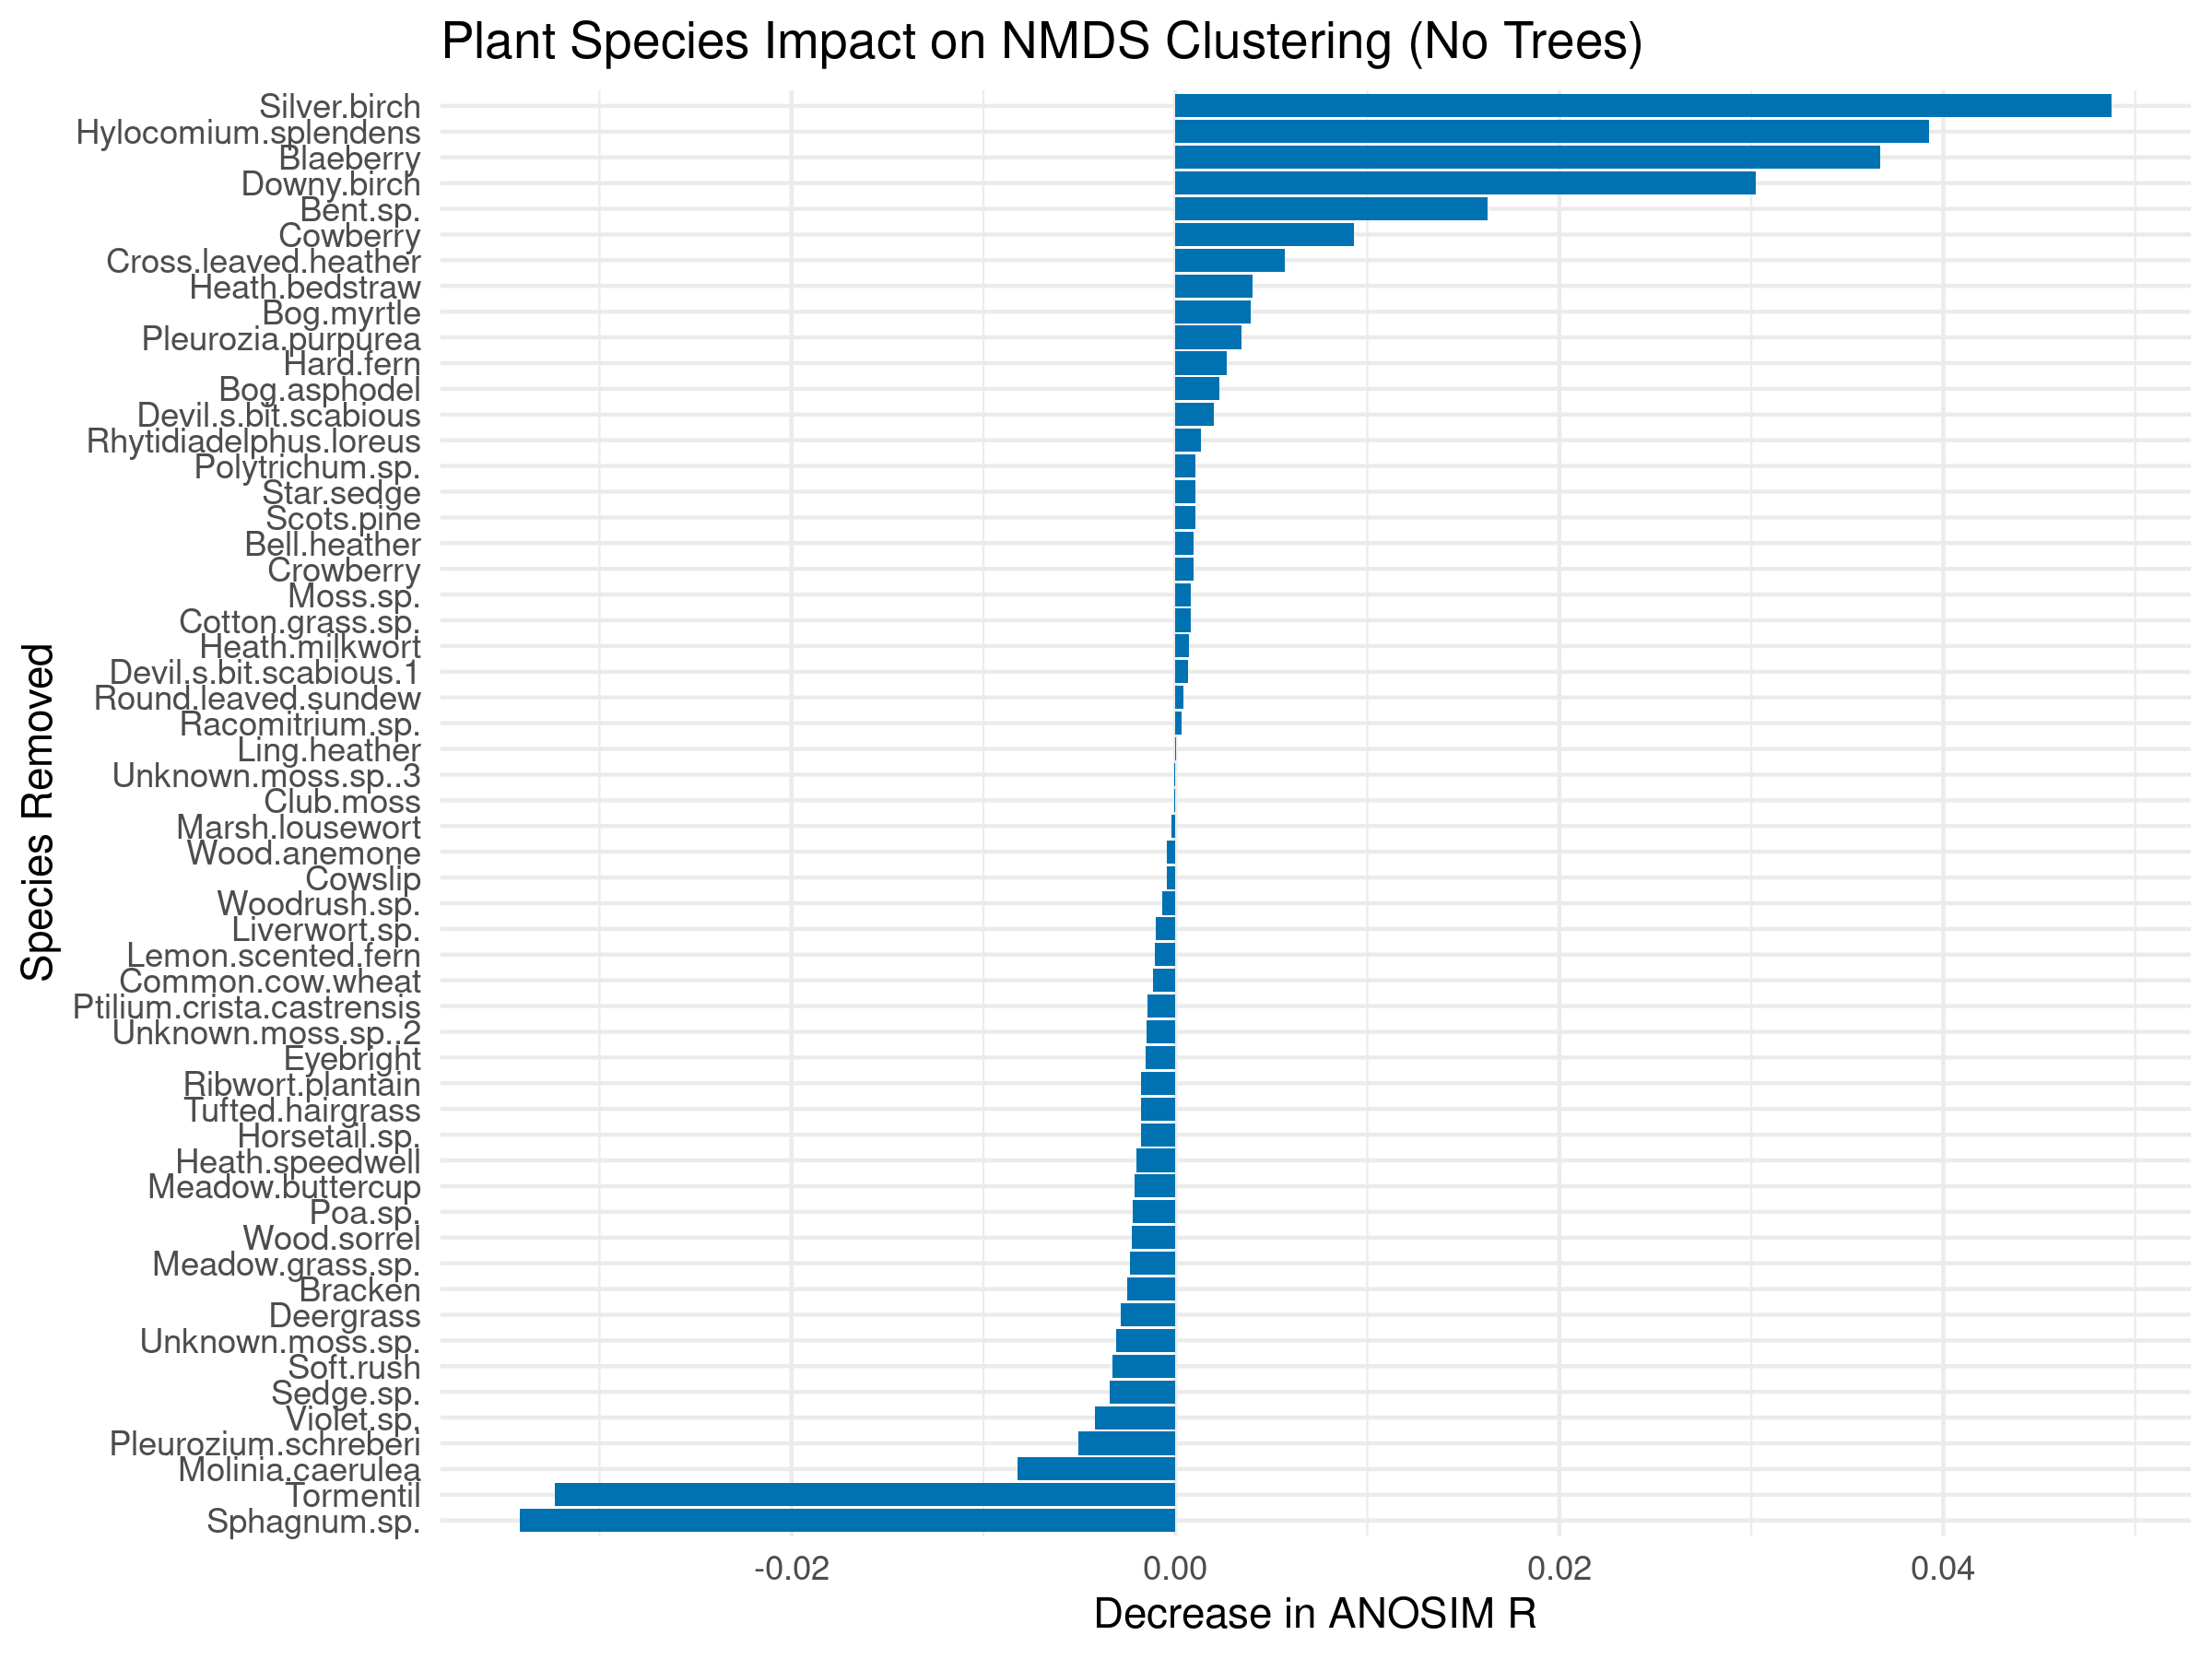 Plant Species Impact on NMDS Clustering (No Trees)
Silver.birch
Hylocomium.splendens
Blaeberry
Downy.birch
Bent.sp.
Cowberry
Cross.leaved.heather
Heath.bedstraw
Bog.myrtle
Pleurozia.purpurea
Hard.fern
Bog.asphodel
Devil.s.bit.scabious
Rhytidiadelphus.loreus
Polytrichum.sp.
Star.sedge
Scots.pine
Bell.heather
Crowberry
Moss.sp.
Cotton.grass.sp.
Heath.milkwort
Devil.s.bit.scabious.1
Round.leaved.sundew
Racomitrium.sp.
Ling.heather
Unknown.moss.sp..3
Club.moss
Marsh.lousewort
Wood.anemone
Cowslip
Woodrush.sp.
Liverwort.sp.
Lemon.scented.fern
Common.cow.wheat
Ptilium.crista.castrensis
Unknown.moss.sp..2
Eyebright
Ribwort.plantain
Tufted.hairgrass
Horsetail.sp.
Heath.speedwell
Meadow.buttercup
Poa.sp.
Wood.sorrel
Meadow.grass.sp.
Bracken
Deergrass
Unknown.moss.sp.
Soft.rush
Sedge.sp.
Violet.sp.
Pleurozium.schreberi
Molinia.caerulea
Tormentil
Sphagnum.sp.
Species Removed
-0.02 0.00 0.02 0.04
Decrease in ANOSIM R